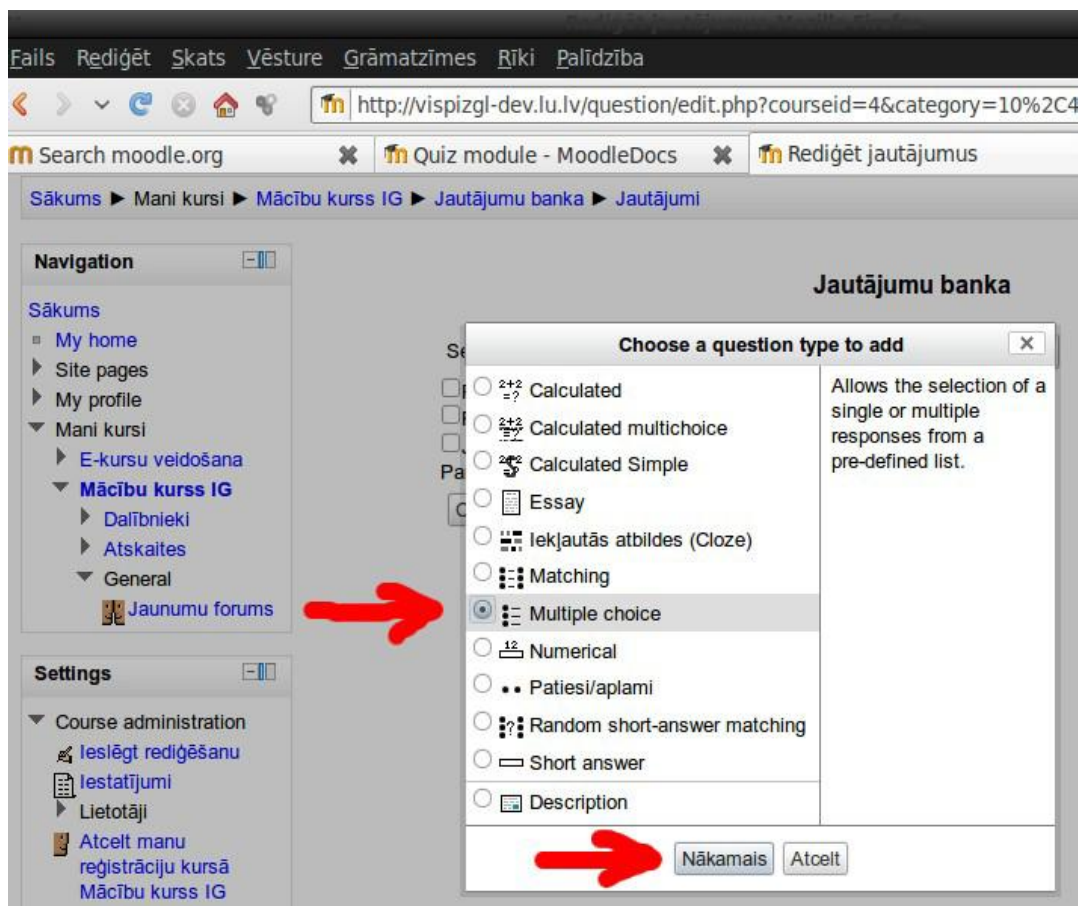 Fails Rediģēt Skats Vēsture Grāmatzīmes Rīki Palīdzība
http://vispizgl-dev.lu.lv/question/edit.php?courseid=4&category=10%2C4
Search moodle.org
Quiz module - MoodleDocs
Rediģēt jautājumus
Sākums ► Mani kursi ► Mācību kurss IG ► Jautājumu banka ► Jautājumi
Navigation
Sākums
My home
Site pages
My profile
Mani kursi
E-kursu veidošana
Mācību kurss IG
Dalībnieki
Atskaites
General
Jaunumu forums
Settings
Course administration
Ieslēgt rediģēšanu
Iestatījumi
Lietotāji
Atcelt manu
reģistrāciju kursā
Mācību kurss IG
Jautājumu banka
Choose a question type to add
2+2
=?
Calculated
2+2
=?
Calculated multichoice
Calculated Simple
Essay
Iekļautās atbildes (Cloze)
Matching
Multiple choice
12
Numerical
Patiesi/aplami
Random short-answer matching
Short answer
Description
Allows the selection of a
single or multiple
responses from a
pre-defined list.
Nākamais
Atcelt